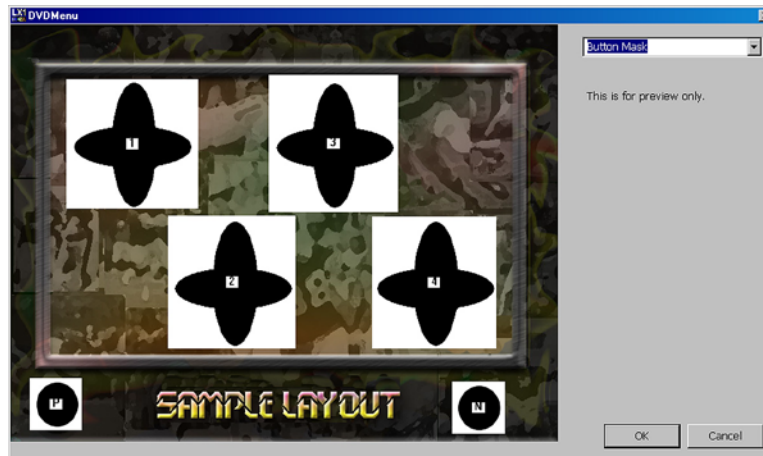 DVDMenu
Button Mask
This is for preview only.
1
3
2
4
P
SAMPLE LAYOUT
N
OK
Cancel